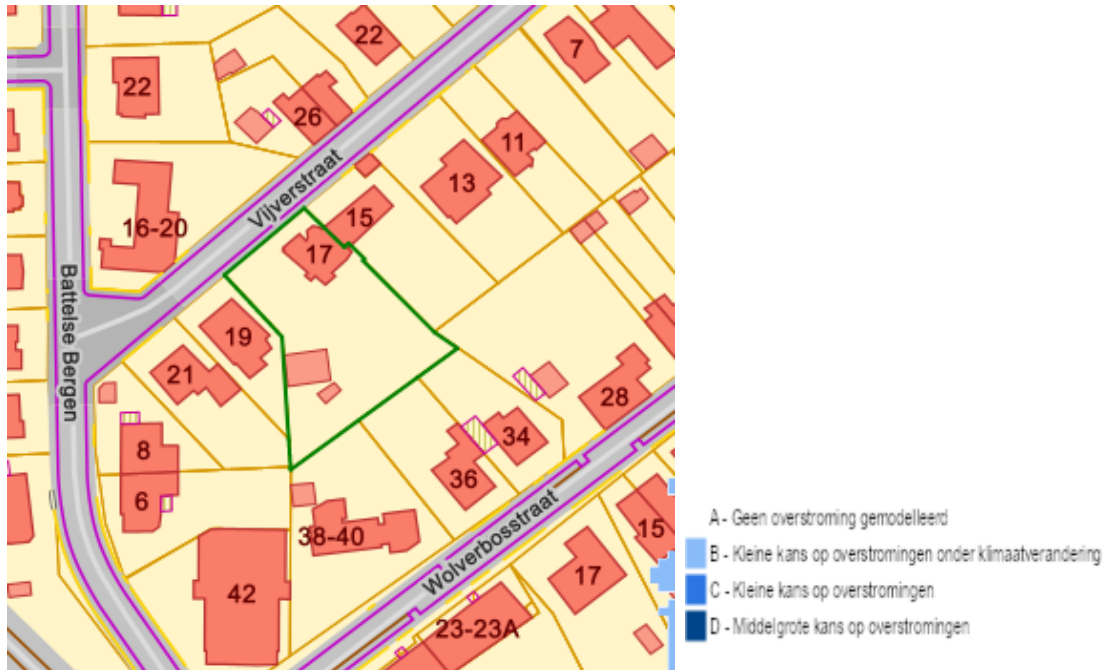 22
7
22
26
11
13
Vijverstraat
15
16-20
17
Battelse Bergen
19
21
28
34
8
36
6
38-40
Wolverbosstraat
15
17
42
23-23A
A - Geen overstroming gemodelleerd
B - Kleine kans op overstromingen onder klimaatverandering
C - Kleine kans op overstromingen
D - Middelgrote kans op overstromingen